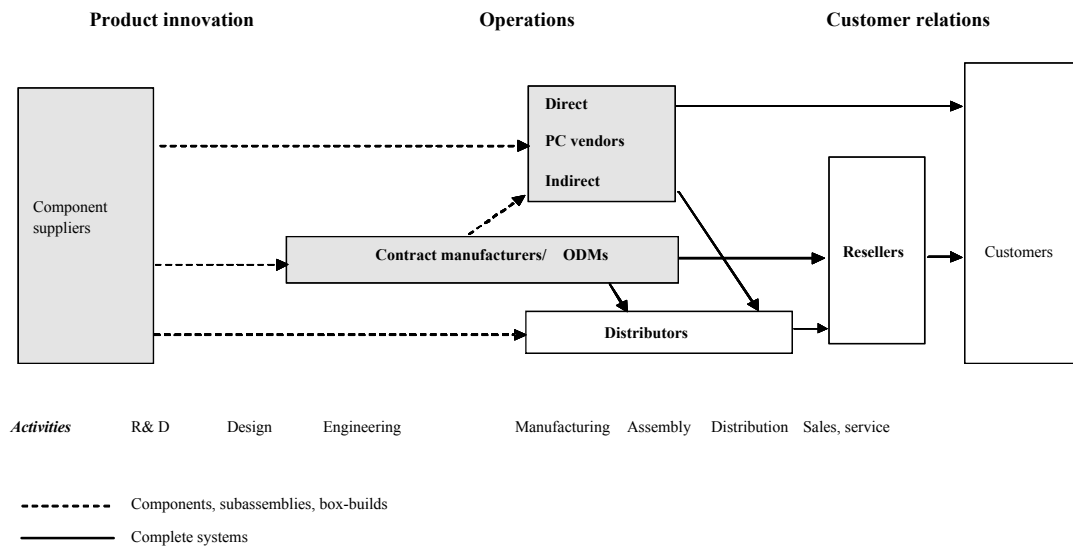 Product innovation Operations Customer relations
Direct
PC vendors
Indirect
Component
suppliers
Contract manufacturers/ ODMs
Resellers
Customers
Distributors
Activities R& D Design Engineering Manufacturing Assembly Distribution Sales, service
Components, subassemblies, box-builds
Complete systems